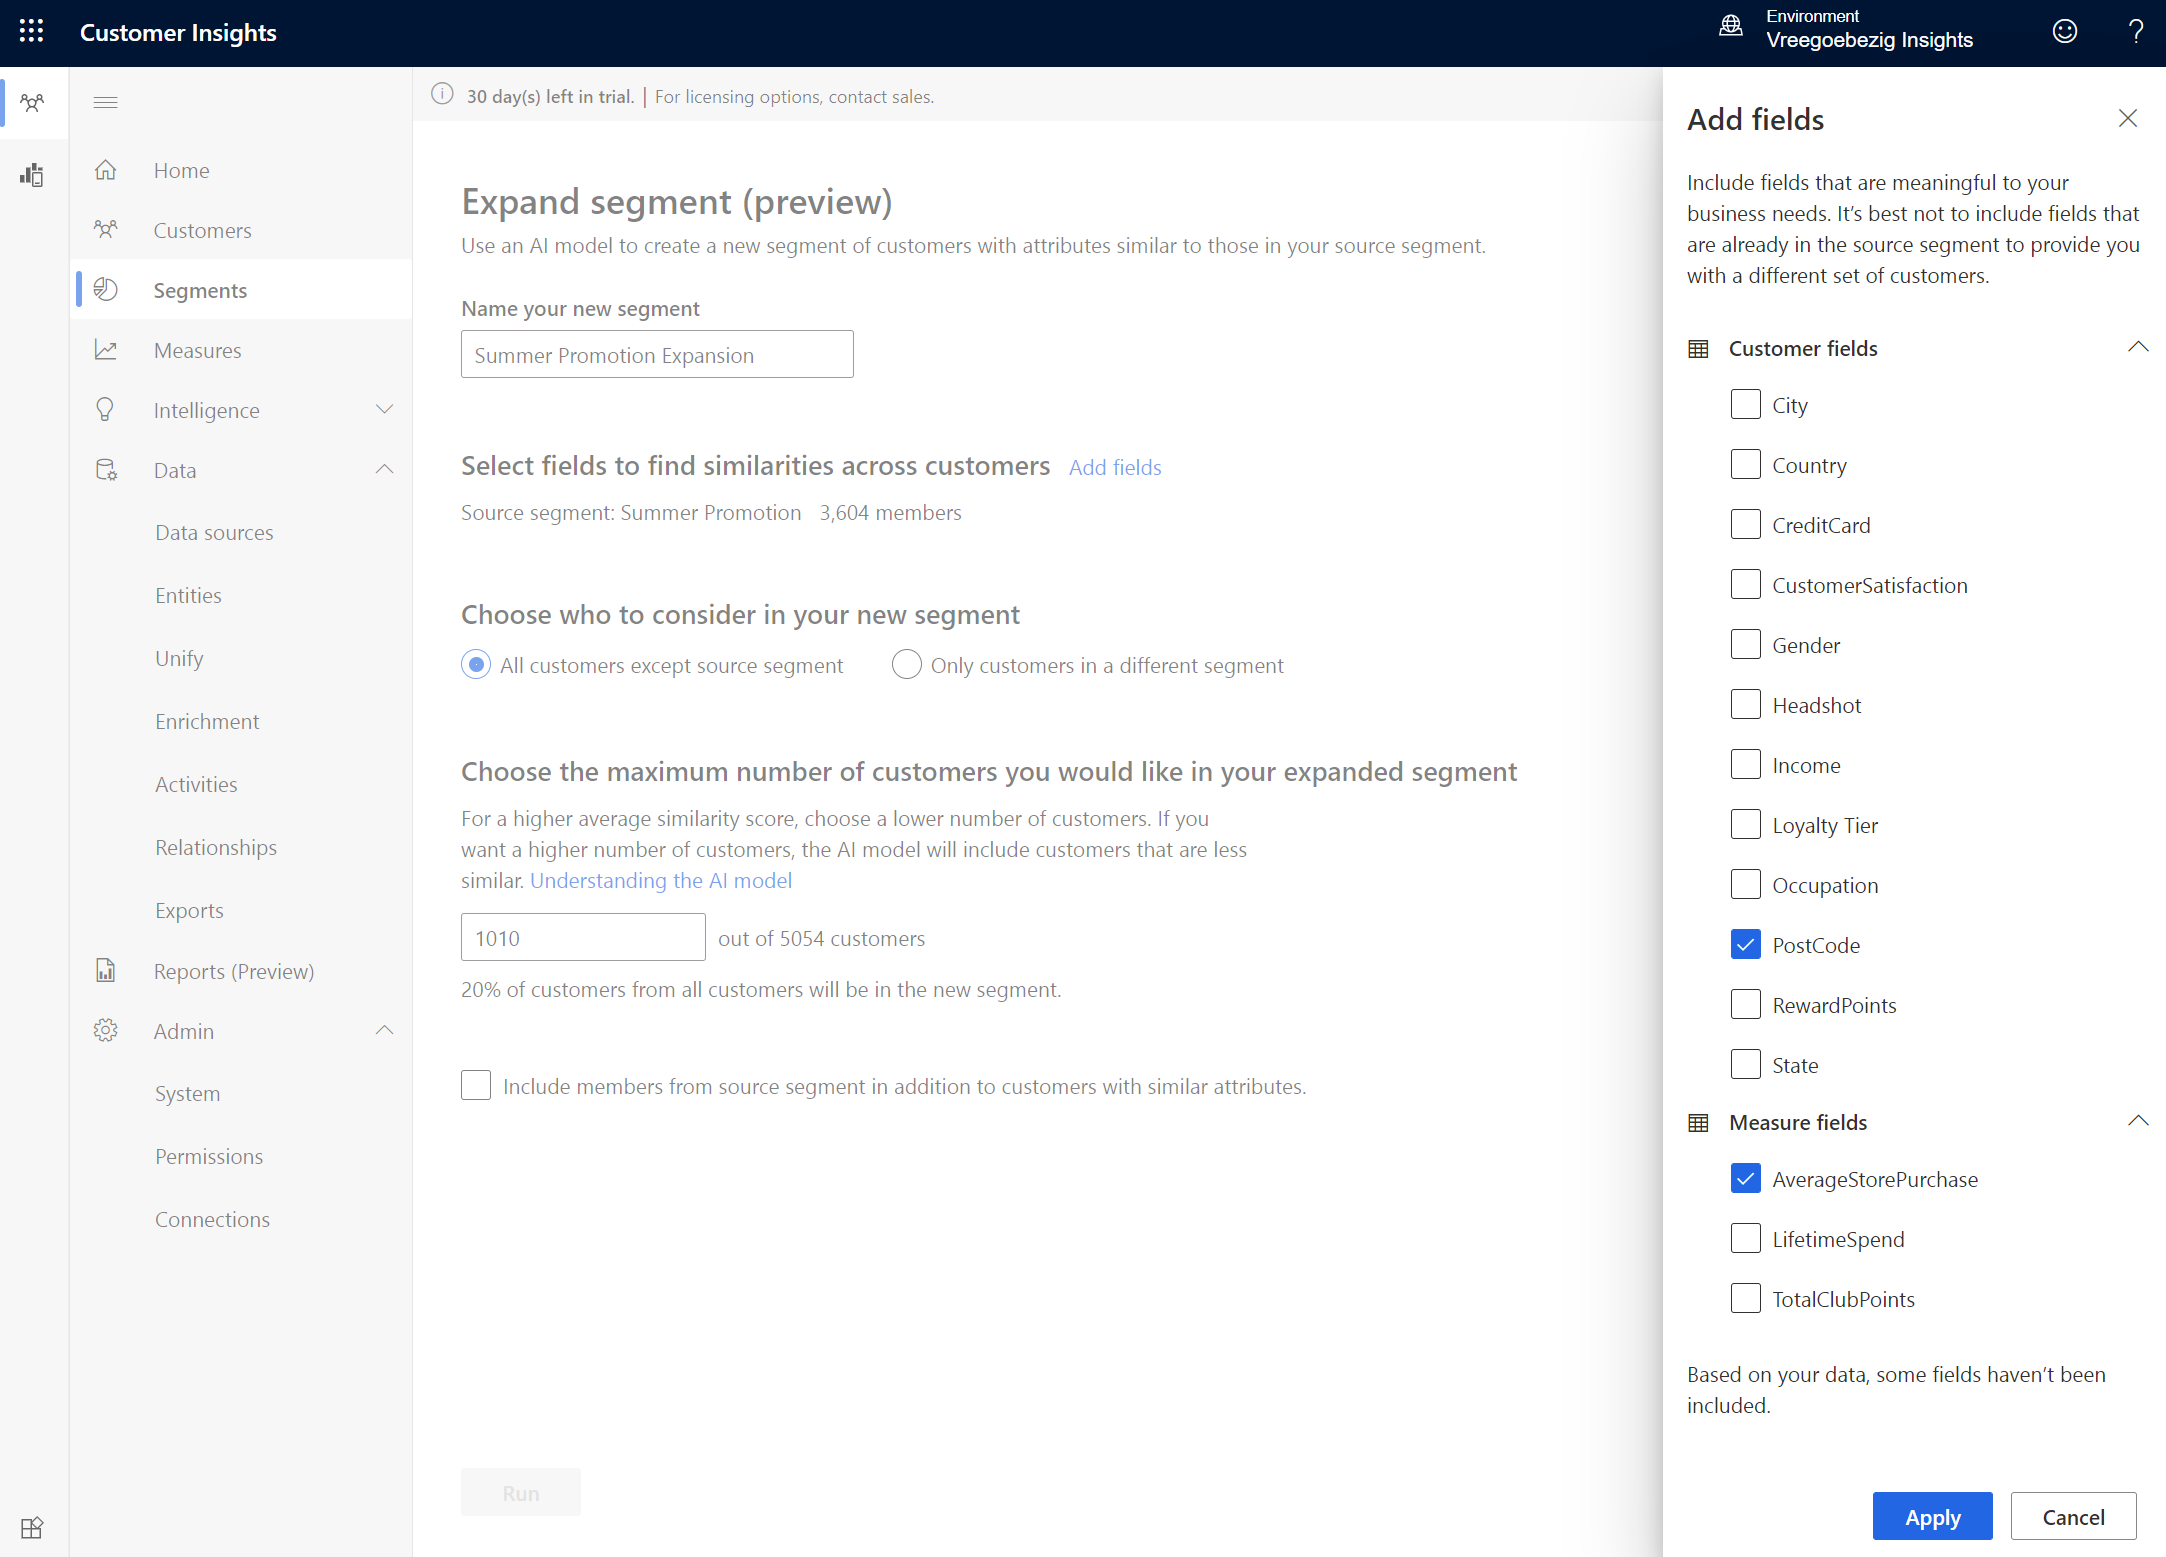 Customer Insights
Environment
Vreegoebezig Insights
?
30 day(s) left in trial. | For licensing options, contact sales.
Home
Customers
Segments
Measures
Intelligence
Data
Data sources
Entities
Unify
Enrichment
Activities
Relationships
Exports
Reports (Preview)
Admin
System
Permissions
Connections
Expand segment (preview)
Use an AI model to create a new segment of customers with attributes similar to those in your source segment.
Name your new segment
Summer Promotion Expansion
Select fields to find similarities across customers Add fields
Source segment: Summer Promotion 3,604 members
Choose who to consider in your new segment
All customers except source segment Only customers in a different segment
Choose the maximum number of customers you would like in your expanded segment
For a higher average similarity score, choose a lower number of customers. If you
want a higher number of customers, the AI model will include customers that are less
similar. Understanding the AI model
1010 out of 5054 customers
20% of customers from all customers will be in the new segment.
Include members from source segment in addition to customers with similar attributes.
Run
Add fields
Include fields that are meaningful to your
business needs. It’s best not to include fields that
are already in the source segment to provide you
with a different set of customers.
Customer fields
City
Country
CreditCard
CustomerSatisfaction
Gender
Headshot
Income
Loyalty Tier
Occupation
PostCode
RewardPoints
State
Measure fields
AverageStorePurchase
LifetimeSpend
TotalClubPoints
Based on your data, some fields haven’t been
included.
Apply Cancel